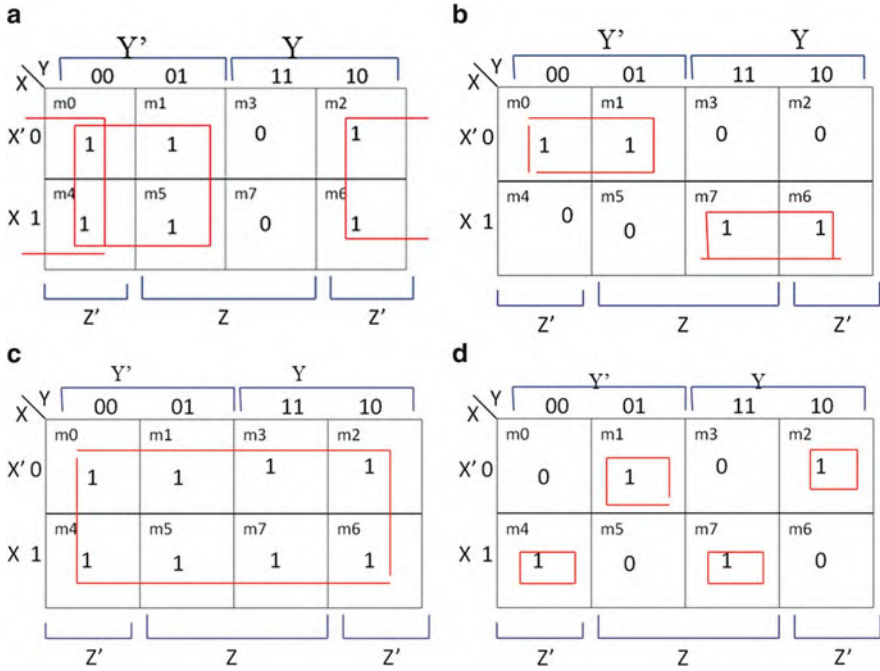 a
Y' Y
X Y 00 01 11 10
m0 m1 m3 m2
X' 0 1 1 0 1
m4 m5 m7 m6
X 1 1 1 0 1
Z' Z Z'
b
Y' Y
X Y 00 01 11 10
m0 m1 m3 m2
X' 0 1 1 0 0
m4 m5 m7 m6
X 1 0 0 1 1
Z' Z Z'
c
Y' Y
X Y 00 01 11 10
m0 m1 m3 m2
X' 0 1 1 1 1
m4 m5 m7 m6
X 1 1 1 1 1
Z' Z Z'
d
Y' Y
X Y 00 01 11 10
m0 m1 m3 m2
X' 0 0 1 0 1
m4 m5 m7 m6
X 1 1 0 1 0
Z' Z Z'